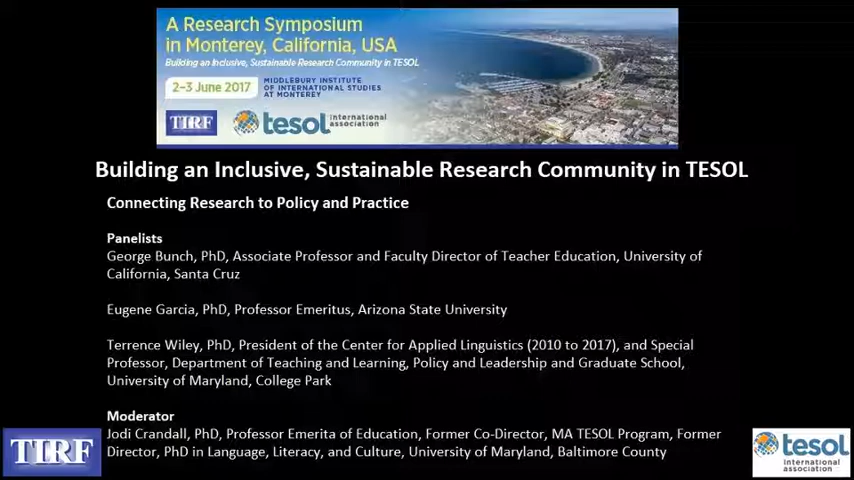 A Research Symposium
in Monterey, California, USA
Building an Inclusive, Sustainable Research Community in TESOL
2–3 June 2017
MIDDLEBURY INSTITUTE
OF INTERNATIONAL STUDIES
AT MONTEREY
TIRF
tesol international
association
Building an Inclusive, Sustainable Research Community in TESOL
Connecting Research to Policy and Practice
Panelists
George Bunch, PhD, Associate Professor and Faculty Director of Teacher Education, University of
California, Santa Cruz
Eugene Garcia, PhD, Professor Emeritus, Arizona State University
Terrence Wiley, PhD, President of the Center for Applied Linguistics (2010 to 2017), and Special
Professor, Department of Teaching and Learning, Policy and Leadership and Graduate School,
University of Maryland, College Park
Moderator
Jodi Crandall, PhD, Professor Emerita of Education, Former Co-Director, MA TESOL Program, Former
Director, PhD in Language, Literacy, and Culture, University of Maryland, Baltimore County
TIRF
tesol
international
association